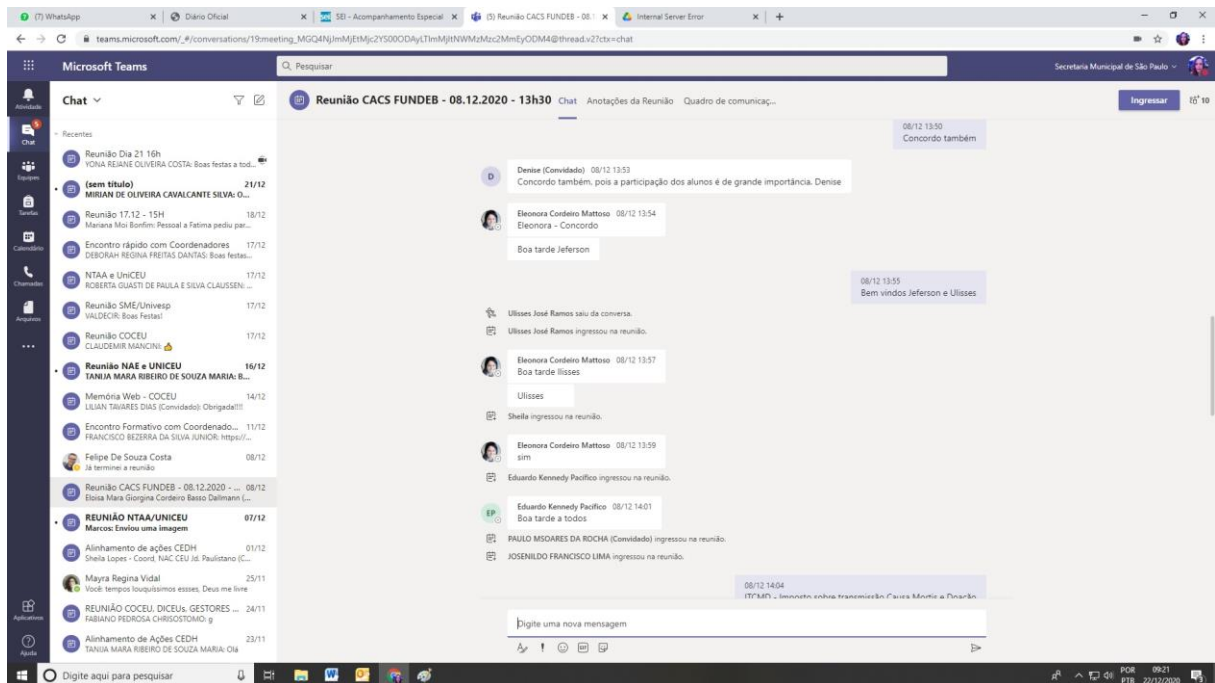 (7) WhatsApp
Diário Oficial
SEI - Acompanhamento Especial
(5) Reunião CACS FUNDEB - 08.1
Internal Server Error
teams.microsoft.com/_#/conversations/19:meeting_MGQ4NjJmMjEtMjc2YS00ODAyLTlmMjItNWMzMzc2MmEyODM4@thread.v2?ctx=chat
Microsoft Teams
Pesquisar
Secretaria Municipal de São Paulo
Atividade
Chat
Equipes
Tarefas
Calendário
Chamadas
Arquivos
Aplicativos
Ajuda
Chat
Recentes
Reunião Dia 21 16h
YONA REJANE OLIVEIRA COSTA: Boas festas a tod...
(sem título) 21/12
MIRIAN DE OLIVEIRA CAVALCANTE SILVA: O...
Reunião 17.12 - 15H 18/12
Mariana Moi Bonfim: Pessoal a Fatima pediu par...
Encontro rápido com Coordenadores 17/12
DEBORAH REGINA FREITAS DANTAS: Boas festas...
NTAA e UniCEU 17/12
ROBERTA GUASTI DE PAULA E SILVA CLAUSSEN: ...
Reunião SME/Univesp 17/12
VALDECIR: Boas Festas!
Reunião COCEU 17/12
CLAUDEMIR MANCINI: 👍
Reunião NAE e UNICEU 16/12
TANIJA MARA RIBEIRO DE SOUZA MARIA: B...
Memória Web - COCEU 14/12
LILIAN TAVARES DIAS (Convidado): Obrigada!!!!
Encontro Formativo com Coordenado... 11/12
FRANCISCO BEZERRA DA SILVA JUNIOR: https://...
Felipe De Souza Costa 08/12
Já terminei a reunião
Reunião CACS FUNDEB - 08.12.2020 - ... 08/12
Eloisa Mara Giorgina Cordeiro Basso Dallmann (...
REUNIÃO NTAA/UNICEU 07/12
Marcos: Enviou uma imagem
Alinhamento de ações CEDH 01/12
Sheila Lopes - Coord, NAC CEU Jd. Paulistano (C...
Mayra Regina Vidal 25/11
Você: tempos louquíssimos essses, Deus me livre
REUNIÃO COCEU, DICEUs, GESTORES ... 24/11
FABIANO PEDROSA CHRISOSTOMO: g
Alinhamento de Ações CEDH 23/11
TANIJA MARA RIBEIRO DE SOUZA MARIA: Olá
Reunião CACS FUNDEB - 08.12.2020 - 13h30 Chat Anotações da Reunião Quadro de comunicaç...
Ingressar
10
08/12 13:50
Concordo também
D
Denise (Convidado) 08/12 13:53
Concordo também, pois a participação dos alunos é de grande importância. Denise
Eleonora Cordeiro Mattoso 08/12 13:54
Eleonora - Concordo
Boa tarde Jeferson
08/12 13:55
Bem vindos Jeferson e Ulisses
Ulisses José Ramos saiu da conversa.
Ulisses José Ramos ingressou na reunião.
Eleonora Cordeiro Mattoso 08/12 13:57
Boa tarde llisses
Ulisses
Sheila ingressou na reunião.
Eleonora Cordeiro Mattoso 08/12 13:59
sim
Eduardo Kennedy Pacífico ingressou na reunião.
EP
Eduardo Kennedy Pacífico 08/12 14:01
Boa tarde a todos
PAULO MSOARES DA ROCHA (Convidado) ingressou na reunião.
JOSENILDO FRANCISCO LIMA ingressou na reunião.
08/12 14:04
ITCMD - Imposto sobre transmissão Causa Mortis e Doação
Digite uma nova mensagem
Digite aqui para pesquisar
POR
PTB
09:21
22/12/2020